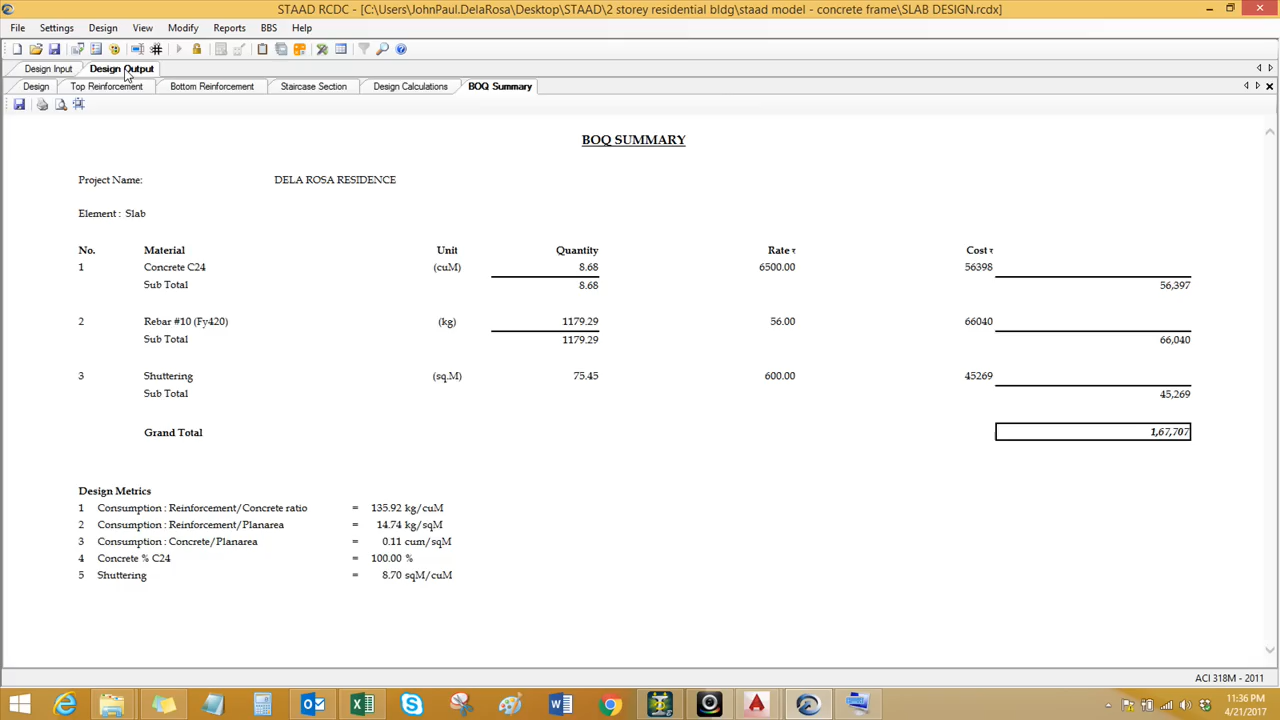 STAAD RCDC - [C:\Users\JohnPaul.DelaRosa\Desktop\STAAD\2 storey residential bldg\staad model - concrete frame\SLAB DESIGN.rcdx]
File Settings Design View Modify Reports BBS Help
Design Input Design Output
Design Top Reinforcement Bottom Reinforcement Staircase Section Design Calculations BOQ Summary
BOQ SUMMARY
Project Name: DELA ROSA RESIDENCE
Element : Slab
No. Material Unit Quantity Rate ₹ Cost ₹
1 Concrete C24 (cuM) 8.68 6500.00 56398
Sub Total 8.68 56,397
2 Rebar #10 (Fy420) (kg) 1179.29 56.00 66040
Sub Total 1179.29 66,040
3 Shuttering (sq.M) 75.45 600.00 45269
Sub Total 45,269
Grand Total 1,67,707
Design Metrics
1 Consumption : Reinforcement/Concrete ratio = 135.92 kg/cuM
2 Consumption : Reinforcement/Planarea = 14.74 kg/sqM
3 Consumption : Concrete/Planarea = 0.11 cum/sqM
4 Concrete % C24 = 100.00 %
5 Shuttering = 8.70 sqM/cuM
ACI 318M - 2011
11:36 PM
4/21/2017